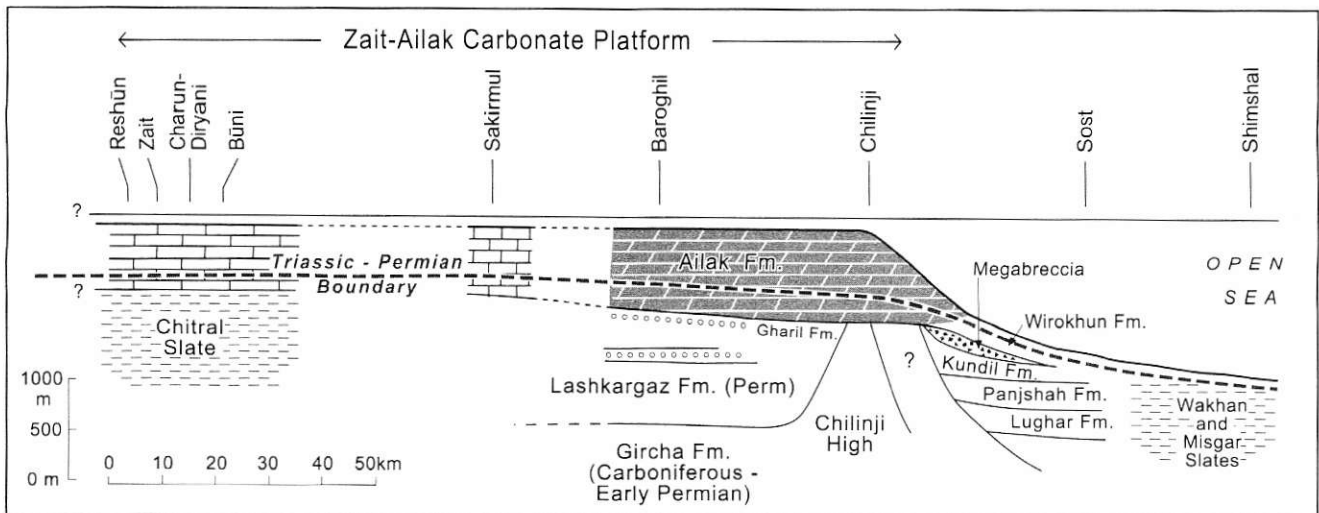 Zait-Ailak Carbonate Platform
Reshūn
Zait
Charun-
Diryani
Būni
Sakirmul
Baroghil
Chilinji
Sost
Shimshal
?
Triassic - Permian
Boundary
Ailak Fm.
Megabreccia
OPEN
SEA
?
Wirokhun Fm.
Chitral
Slate
Gharil Fm.
?
Kundil Fm.
Lashkargaz Fm. (Perm)
Panjshah Fm.
Lughar Fm.
Wakhan
and
Misgar
Slates
Chilinji
High
Gircha Fm.
(Carboniferous -
Early Permian)
1000
m
500
0 m
0 10 20 30 40 50km